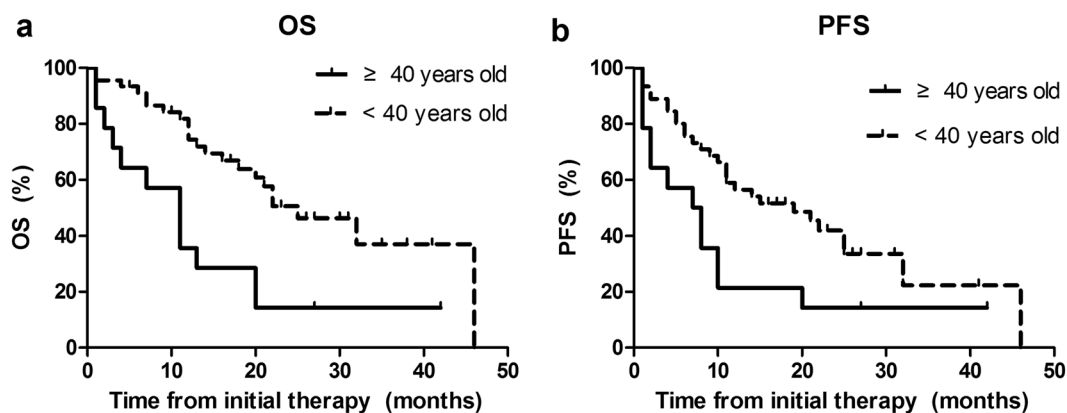 a
OS
OS (%)
100
80
60
40
20
0
≥ 40 years old
< 40 years old
0 10 20 30 40 50
Time from initial therapy (months)
b
PFS
PFS (%)
100
80
60
40
20
0
≥ 40 years old
< 40 years old
0 10 20 30 40 50
Time from initial therapy (months)